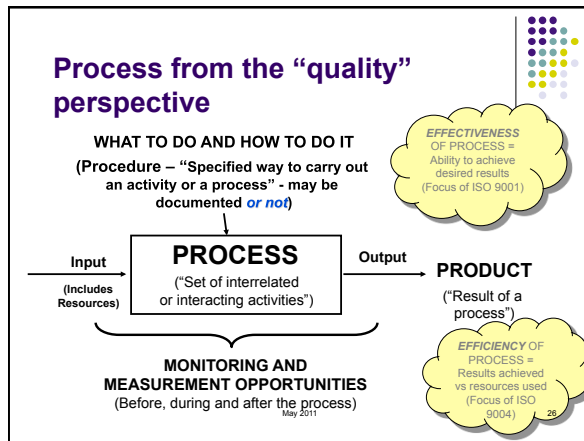 Process from the “quality”
perspective
WHAT TO DO AND HOW TO DO IT
(Procedure – “Specified way to carry out
an activity or a process” - may be
documented or not)
EFFECTIVENESS
OF PROCESS =
Ability to achieve
desired results
(Focus of ISO 9001)
Input
(Includes
Resources)
PROCESS
(“Set of interrelated
or interacting activities”)
Output
PRODUCT
(“Result of a
process”)
MONITORING AND
MEASUREMENT OPPORTUNITIES
(Before, during and after the process)
EFFICIENCY OF
PROCESS =
Results achieved
vs resources used
(Focus of ISO
9004)
May 2011
26